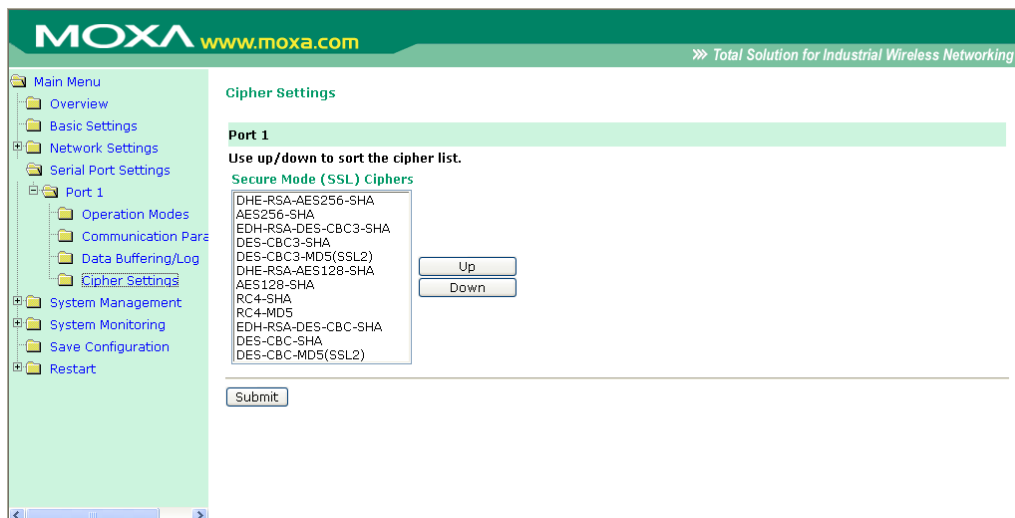 MOXA www.moxa.com
Total Solution for Industrial Wireless Networking
Main Menu
Overview
Basic Settings
Network Settings
Serial Port Settings
Port 1
Operation Modes
Communication Para
Data Buffering/Log
Cipher Settings
System Management
System Monitoring
Save Configuration
Restart
Cipher Settings
Port 1
Use up/down to sort the cipher list.
Secure Mode (SSL) Ciphers
DHE-RSA-AES256-SHA
AES256-SHA
EDH-RSA-DES-CBC3-SHA
DES-CBC3-SHA
DES-CBC3-MD5(SSL2)
DHE-RSA-AES128-SHA
AES128-SHA
RC4-SHA
RC4-MD5
EDH-RSA-DES-CBC-SHA
DES-CBC-SHA
DES-CBC-MD5(SSL2)
Up
Down
Submit